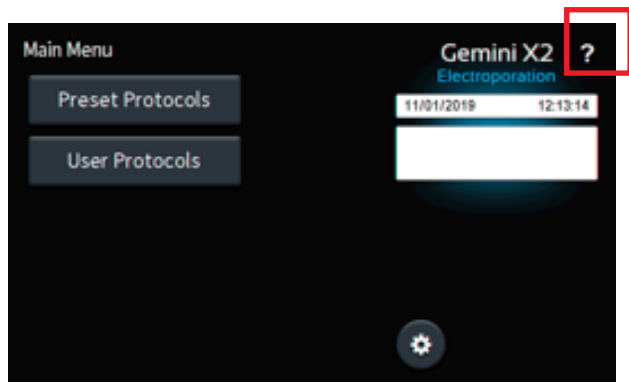 Main Menu
Gemini X2 ?
Electroporation
Preset Protocols
11/01/2019 12:13:14
User Protocols